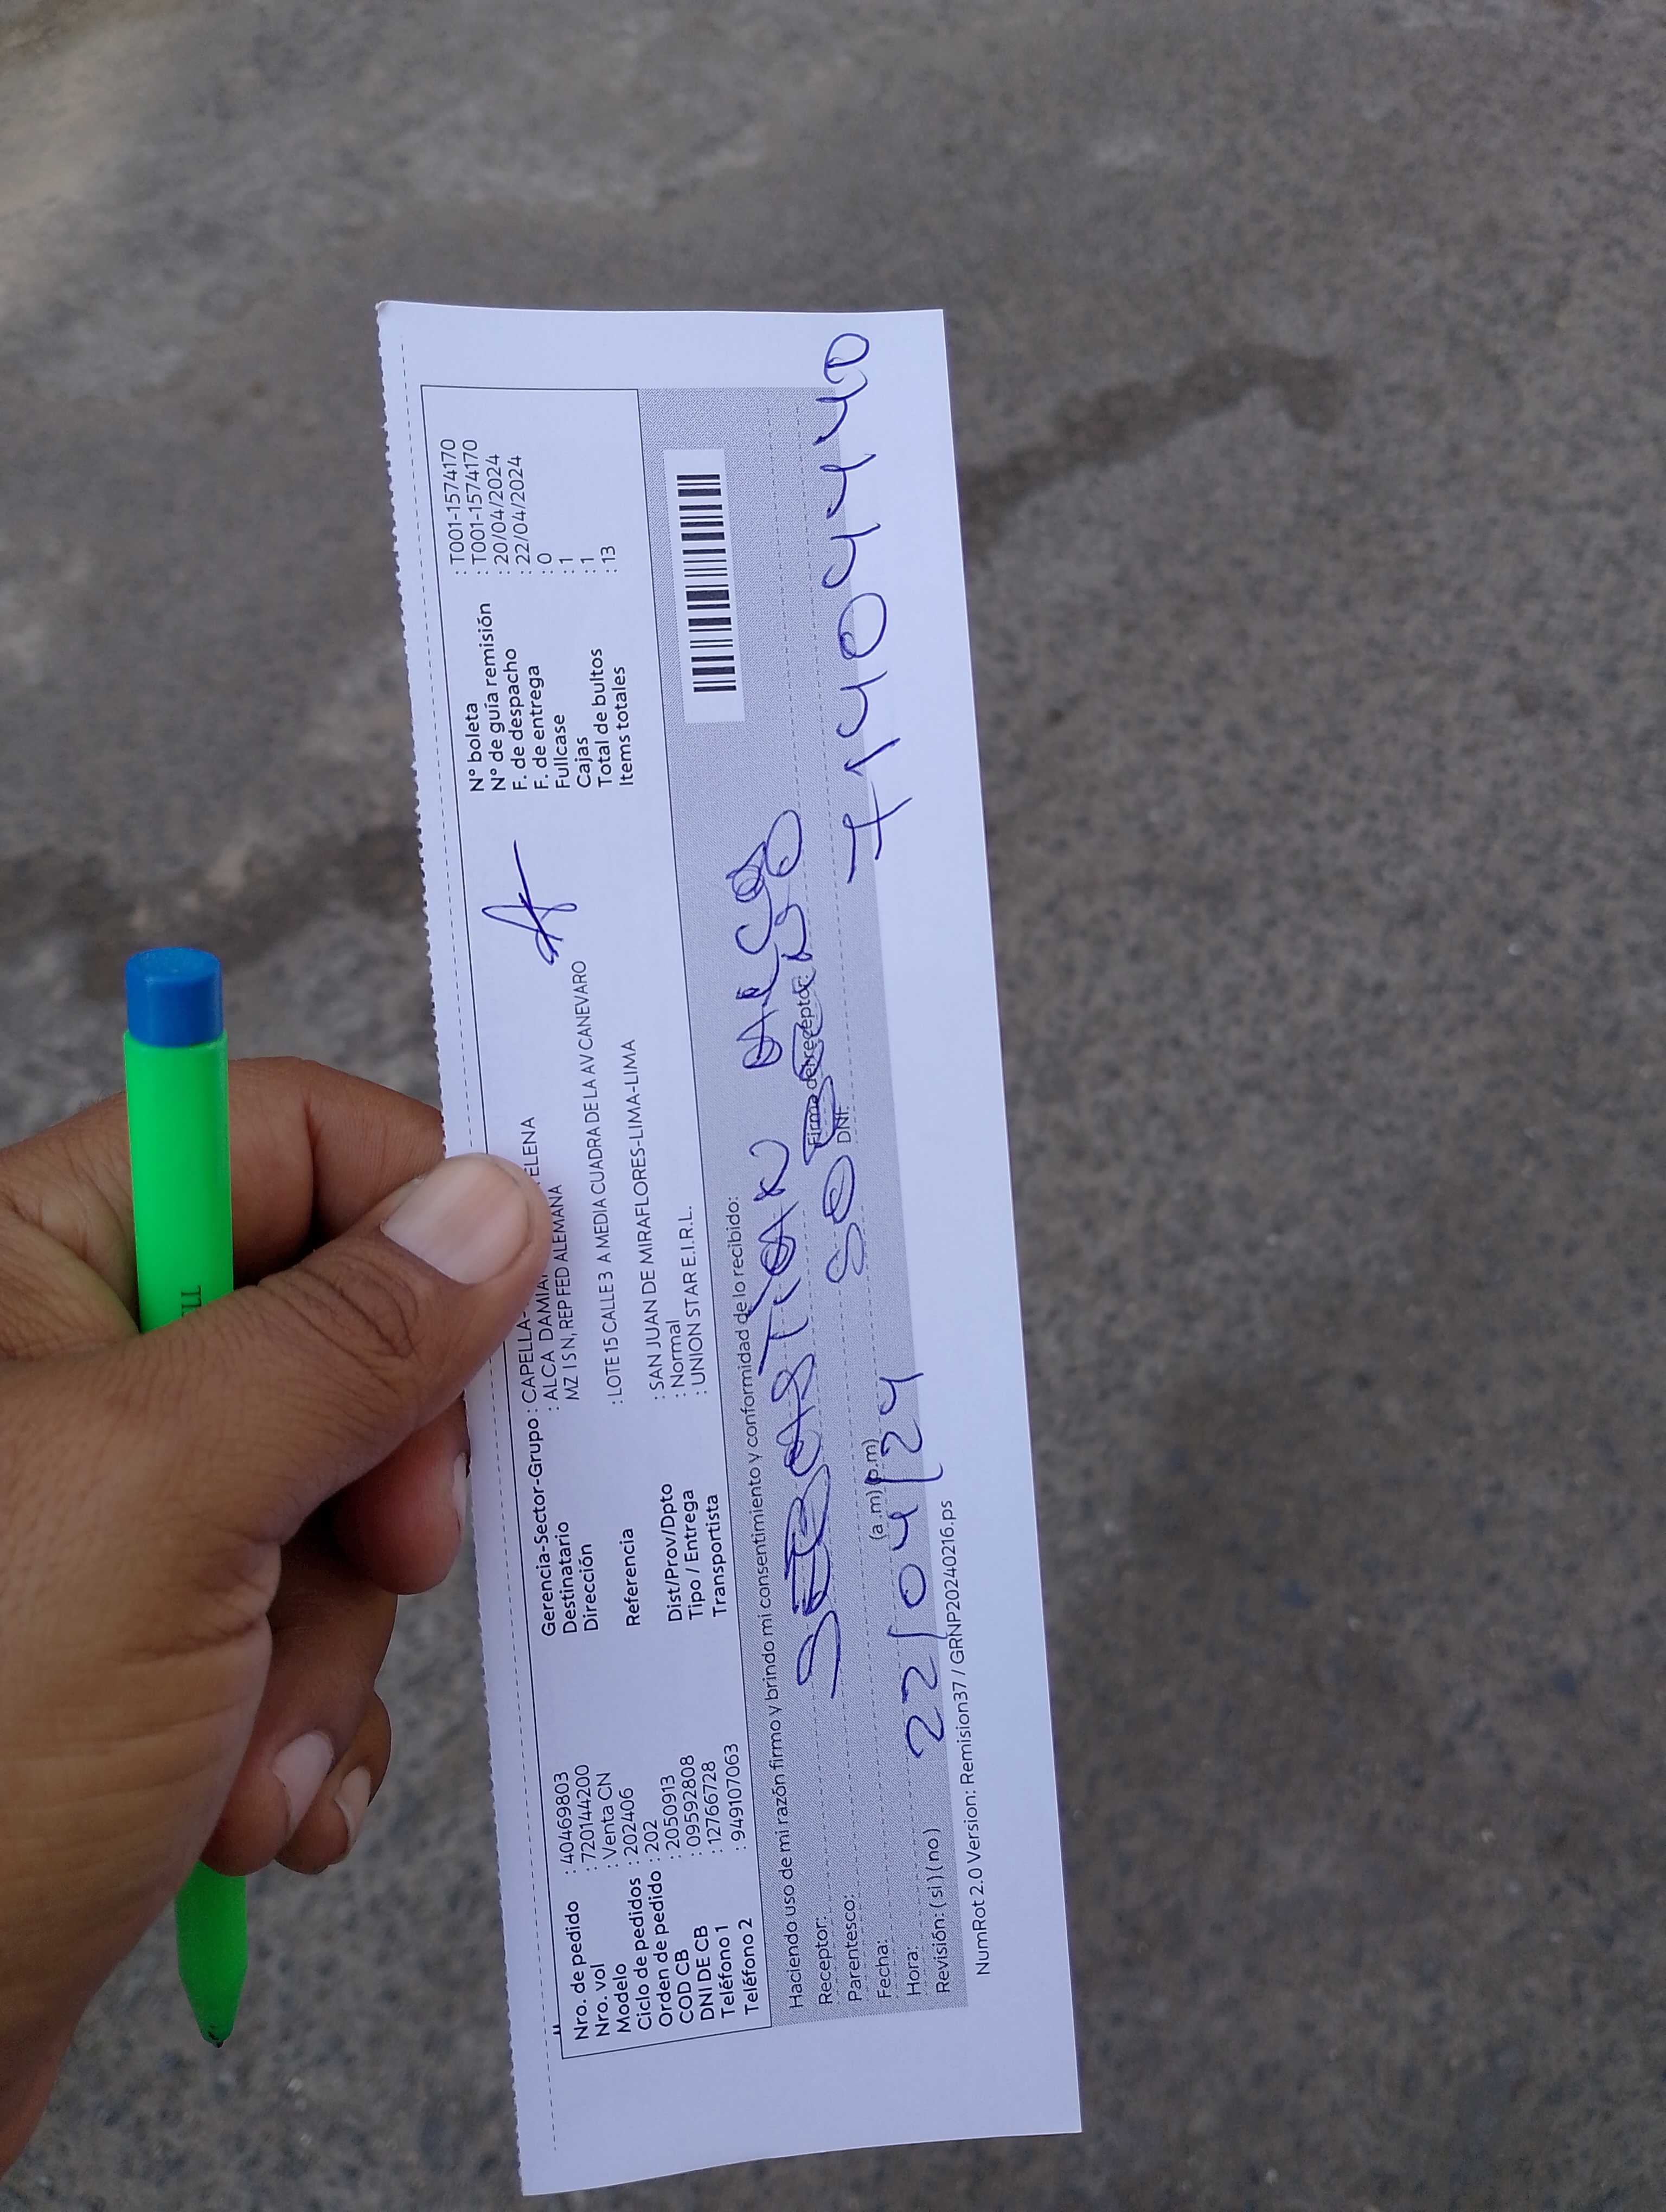 Nro. de pedido : 40469803
Nro. vol : 720144200
Modelo : Venta CN
Ciclo de pedidos : 202406
Orden de pedido : 202
COD CB : 2050913
DNI DE CB : 09592808
Teléfono 1 : 12766728
Teléfono 2 : 949107063
Gerencia-Sector-Grupo : CAPELLA- ELENA
Destinatario : ALCA DAMIA
Dirección MZ I S N, REP FED ALEMANA
Referencia : LOTE 15 CALLE 3 A MEDIA CUADRA DE LA AV CANEVARO
Dist/Prov/Dpto : SAN JUAN DE MIRAFLORES-LIMA-LIMA
Tipo / Entrega : Normal
Transportista : UNION STAR E.I.R.L.
N° boleta : T001-1574170
N° de guía remisión : T001-1574170
F. de despacho : 20/04/2024
F. de entrega : 22/04/2024
Fullcase : 0
Cajas : 1
Total de bultos : 1
Items totales : 13
Haciendo uso de mi razón firmo y brindo mi consentimiento y conformidad de lo recibido:
Receptor: SEBASTIAN ALCA
Parentesco: Firma del receptor:
Fecha: DNI: 71404440
Hora: (a.m) (p.m)
22/04/24
Revisión: ( si ) ( no )
NumRot 2.0 Version: Remision37 / GRNP20240216.ps